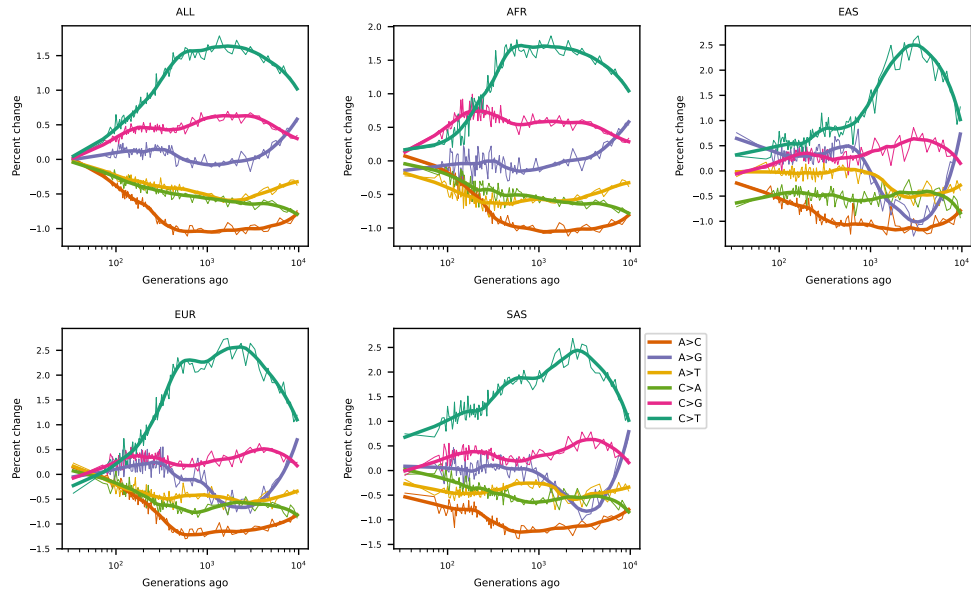 ALL
Percent change
1.5
1.0
0.5
0.0
−0.5
−1.0
10²
10³
10⁴
Generations ago
AFR
Percent change
2.0
1.5
1.0
0.5
0.0
−0.5
−1.0
10²
10³
10⁴
Generations ago
EAS
Percent change
2.5
2.0
1.5
1.0
0.5
0.0
−0.5
−1.0
10²
10³
10⁴
Generations ago
EUR
Percent change
2.5
2.0
1.5
1.0
0.5
0.0
−0.5
−1.0
−1.5
10²
10³
10⁴
Generations ago
SAS
Percent change
2.5
2.0
1.5
1.0
0.5
0.0
−0.5
−1.0
−1.5
10²
10³
10⁴
Generations ago
A>C
A>G
A>T
C>A
C>G
C>T